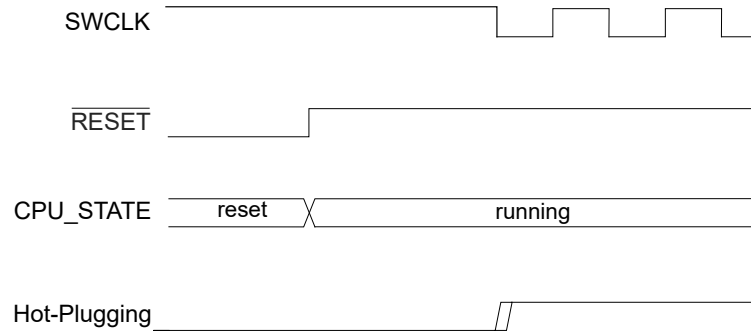 SWCLK
RESET
CPU_STATE reset running
Hot-Plugging